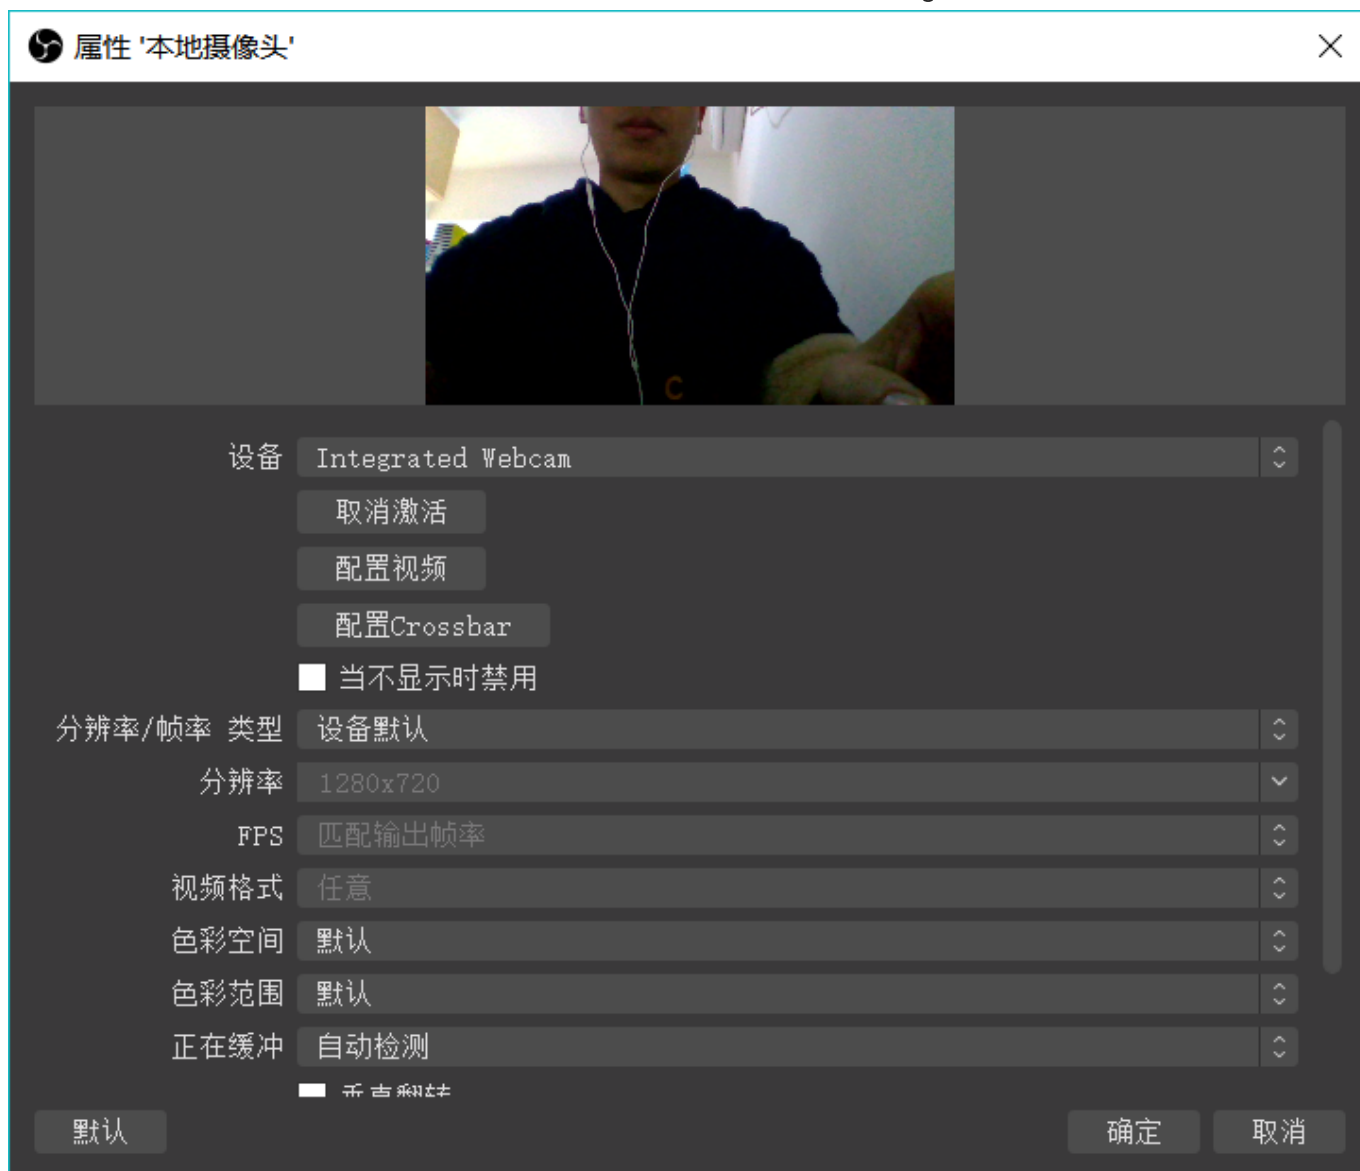 属性 '本地摄像头'
C
设备 Integrated Webcam
取消激活
配置视频
配置Crossbar
当不显示时禁用
分辨率/帧率 类型 设备默认
分辨率 1280x720
FPS 匹配输出帧率
视频格式 任意
色彩空间 默认
色彩范围 默认
正在缓冲 自动检测
垂直翻转
默认 确定 取消